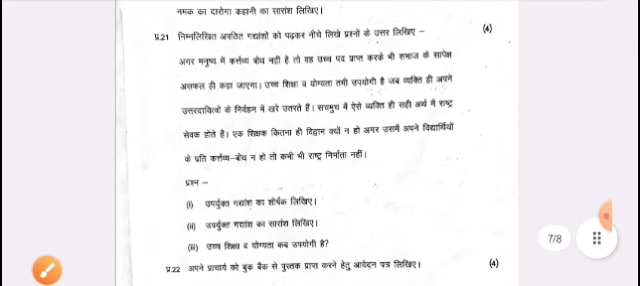 नमक का दारोगा कहानी का सारांश लिखिए।
प्र.21 निम्नलिखित अपठित गद्यांशों को पढ़कर नीचे लिखे प्रश्नों के उत्तर लिखिए – (4)
अगर मनुष्य में कर्त्तव्य बोध नहीं है तो वह उच्च पद प्राप्त करके भी समाज के सापेक्ष
असफल ही कहा जाएगा। उच्च शिक्षा व योग्यता तभी उपयोगी है जब व्यक्ति ही अपने
उत्तरदायित्वों के निर्वहन में खरे उतरते हैं। सचमुच में ऐसे व्यक्ति ही सही अर्थ में राष्ट्र
सेवक होते हैं। एक शिक्षक कितना ही विद्वान क्यों न हो अगर उसमें अपने विद्यार्थियों
के प्रति कर्त्तव्य–बोध न हो तो कभी भी राष्ट्र निर्माता नहीं।
प्रश्न –
(i) उपर्युक्त गद्यांश का शीर्षक लिखिए।
(ii) उपर्युक्त गद्यांश का सारांश लिखिए।
(iii) उच्च शिक्षा व योग्यता कब उपयोगी है?
7/8
प्र.22 अपने प्राचार्य को बुक बैंक से पुस्तक प्राप्त करने हेतु आवेदन पत्र लिखिए। (4)